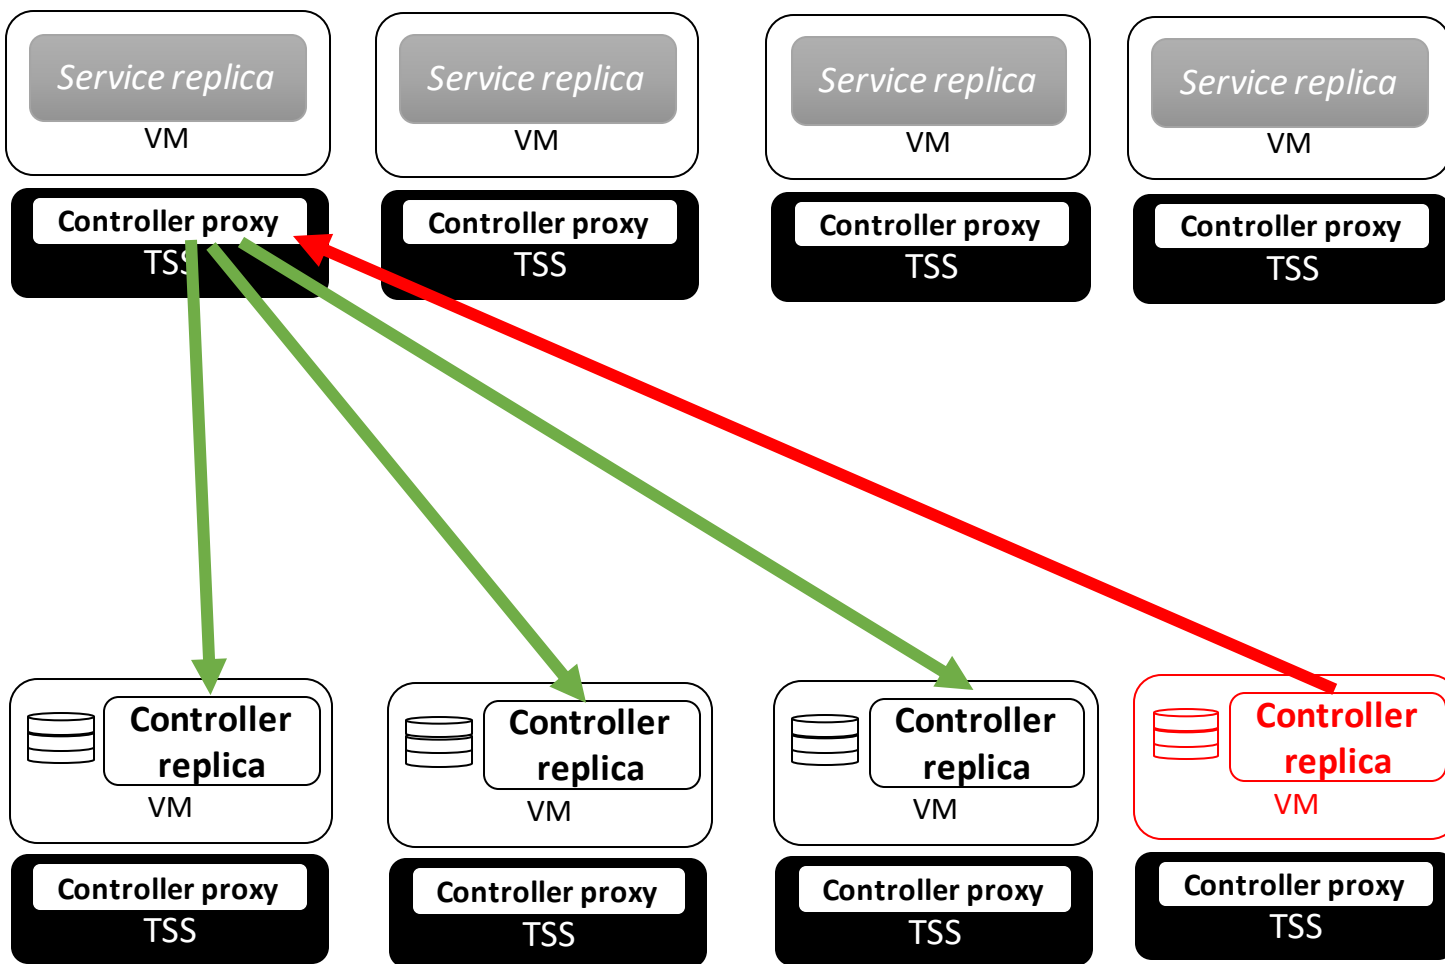 Service replica
VM
Controller proxy
TSS
Service replica
VM
Controller proxy
TSS
Service replica
VM
Controller proxy
TSS
Service replica
VM
Controller proxy
TSS
Controller
replica
VM
Controller proxy
TSS
Controller
replica
VM
Controller proxy
TSS
Controller
replica
VM
Controller proxy
TSS
Controller
replica
VM
Controller proxy
TSS